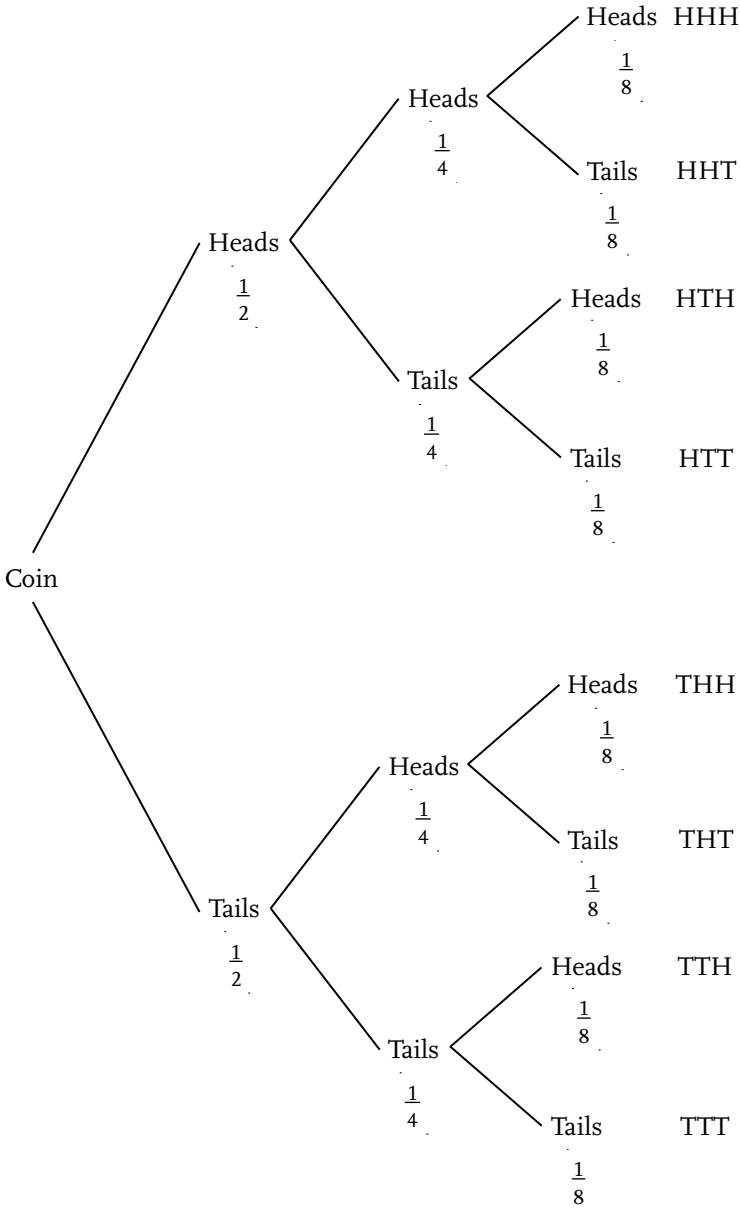 Heads HHH
1
8
Heads
1
4
Tails HHT
1
8
Heads
1
2
Heads HTH
1
8
Tails
1
4
Tails HTT
1
8
Coin
Heads THH
1
8
Heads
1
4
Tails THT
1
8
Tails
1
2
Heads TTH
1
8
Tails
1
4
Tails TTT
1
8